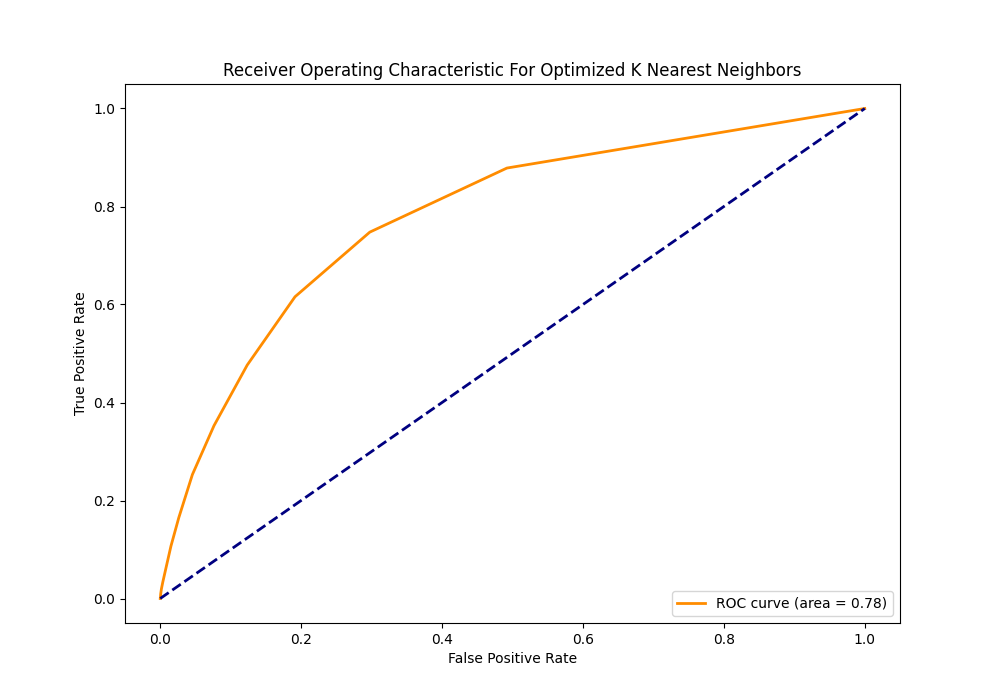 Receiver Operating Characteristic For Optimized K Nearest Neighbors
True Positive Rate
1.0
0.8
0.6
0.4
0.2
0.0
ROC curve (area = 0.78)
0.0 0.2 0.4 0.6 0.8 1.0
False Positive Rate